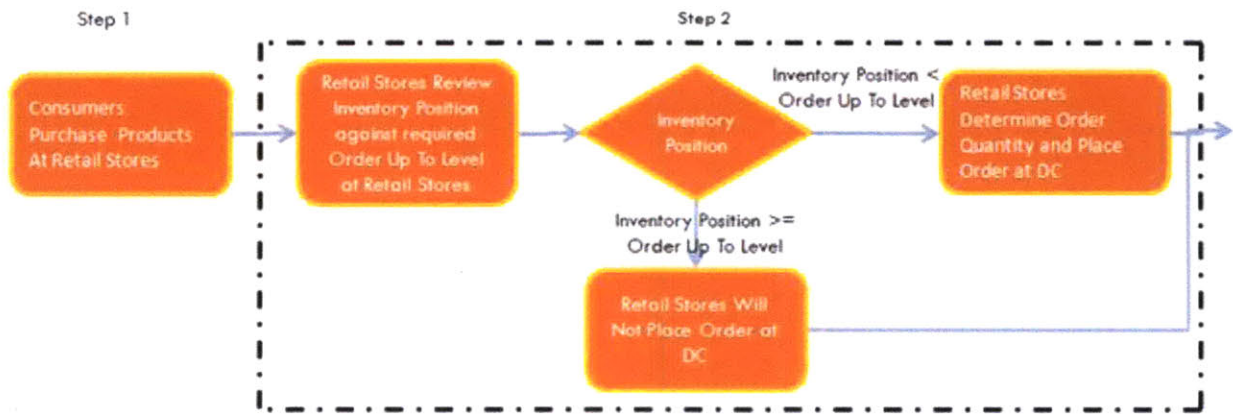 Step 1
Step 2
Consumers
Purchase Products
At Retail Stores
Retail Stores Review
Inventory Position
against required
Order Up To Level
at Retail Stores
Inventory
Position
Inventory Position <
Order Up To Level
Retail Stores
Determine Order
Quantity and Place
Order at DC
Inventory Position >=
Order Up To Level
Retail Stores Will
Not Place Order at
DC